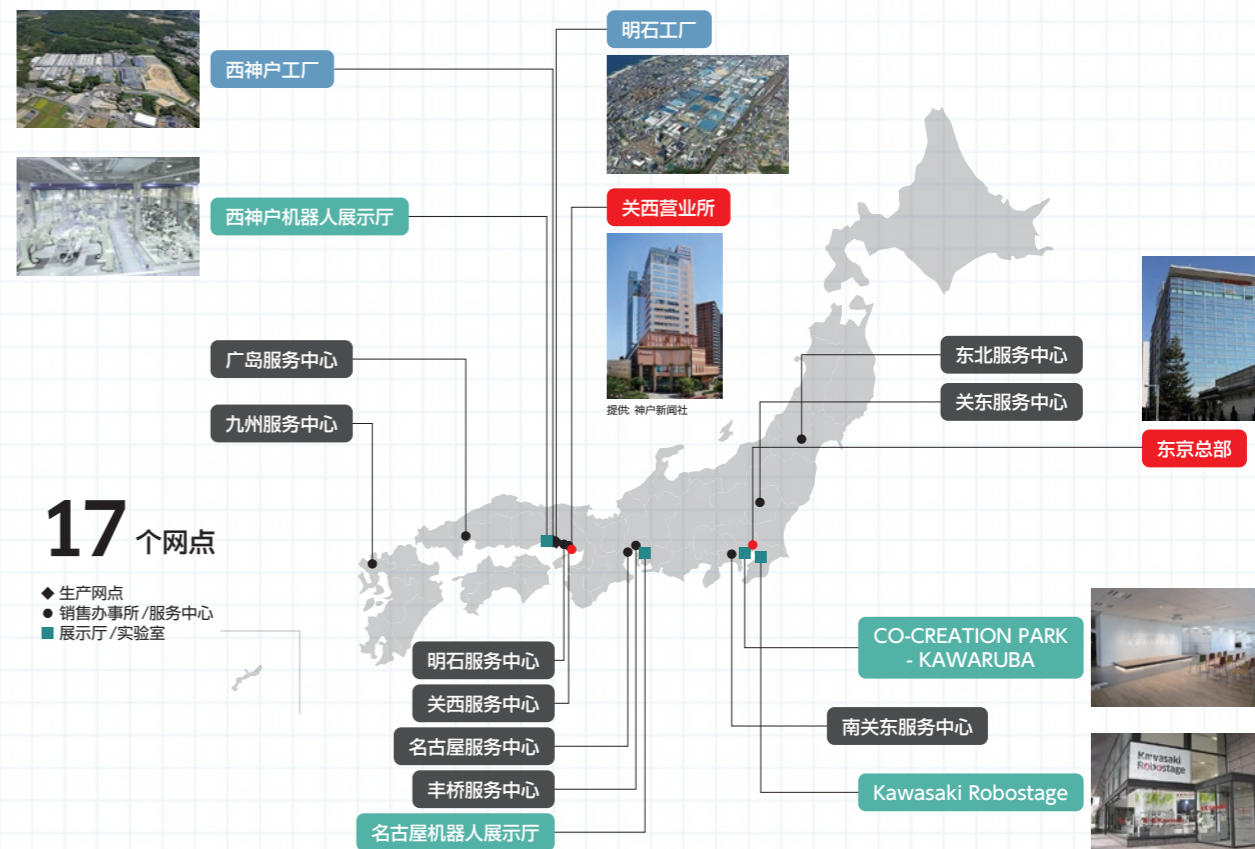 明石工厂
西神户工厂
西神户机器人展示厅
关西营业所
提供: 神户新闻社
广岛服务中心
九州服务中心
东北服务中心
关东服务中心
东京总部
17 个网点
◆ 生产网点
● 销售办事所/服务中心
■ 展示厅/实验室
明石服务中心
关西服务中心
名古屋服务中心
丰桥服务中心
名古屋机器人展示厅
CO-CREATION PARK
- KAWARUBA
南关东服务中心
Kawasaki Robostage
Kawasaki
Robostage